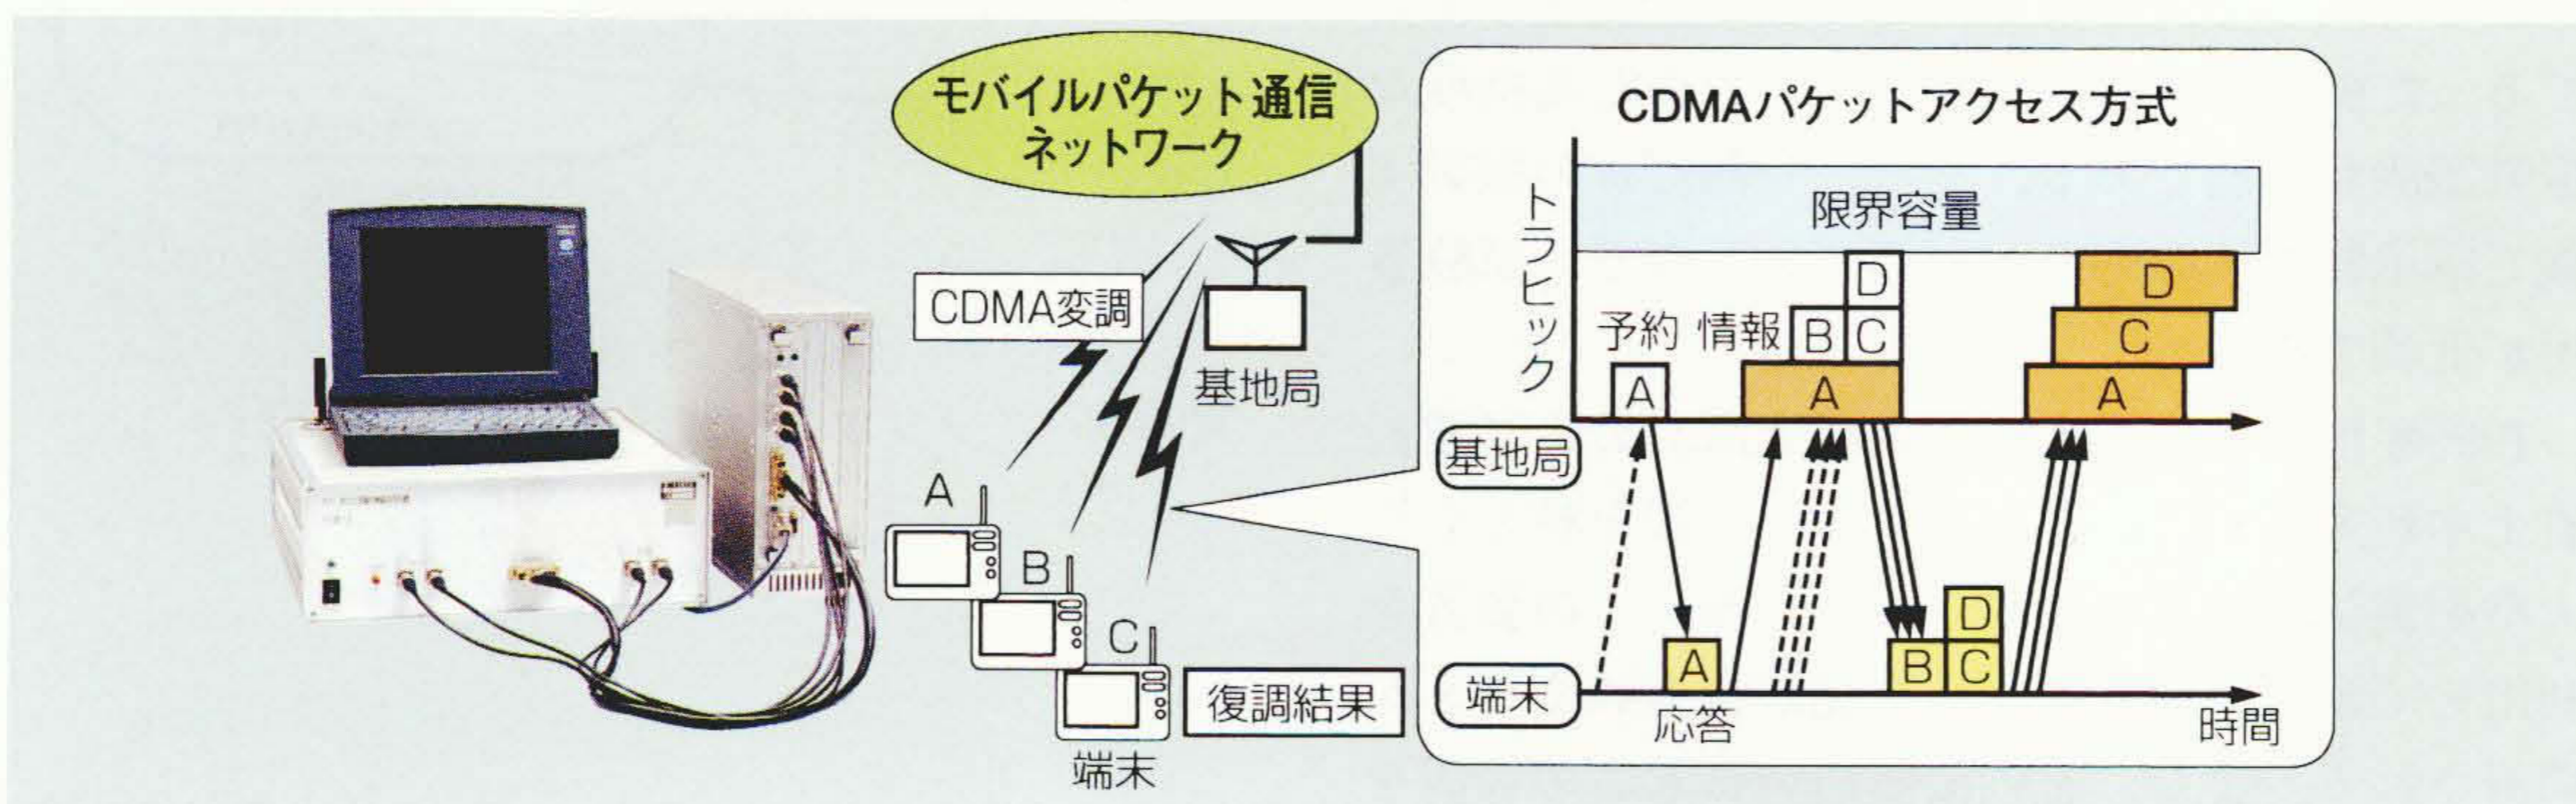 モバイルパケット通信
ネットワーク
CDMA変調
基地局
A
B
C
端末
復調結果
CDMAパケットアクセス方式
トラヒック
限界容量
予約 情報
A
A
B
C
D
A
C
D
基地局
端末
A
応答
B
C
D
時間